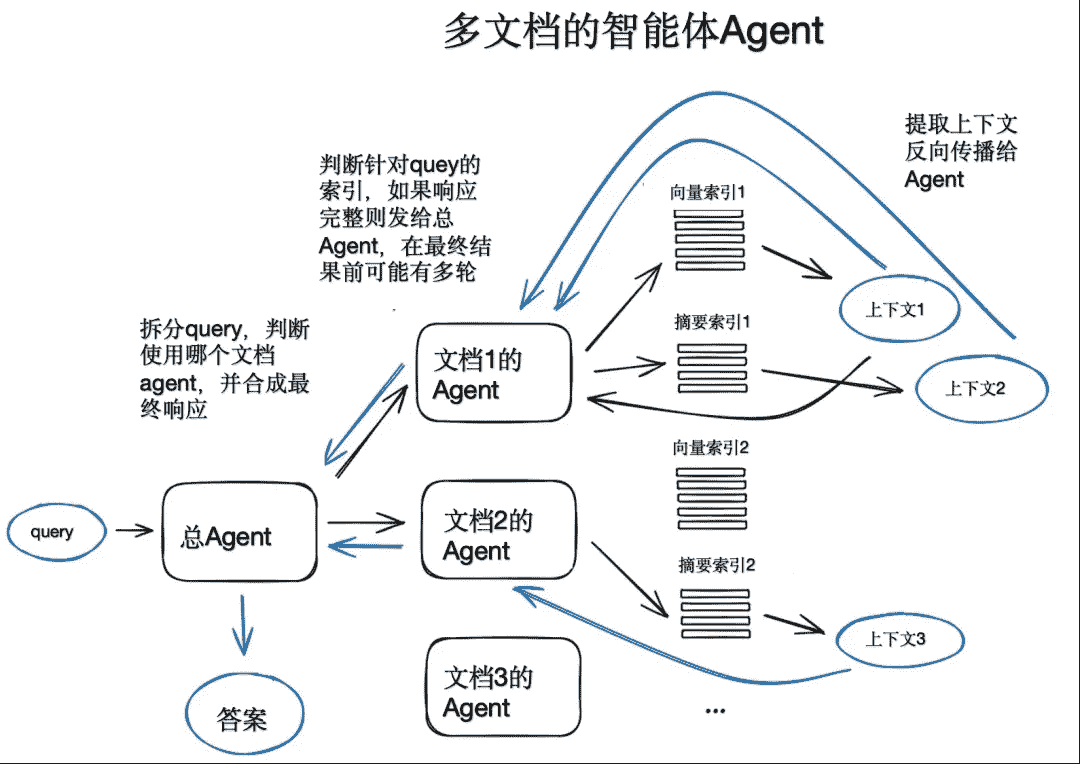 多文档的智能体Agent
提取上下文
反向传播给
Agent
判断针对quey的
索引，如果响应
完整则发给总
Agent，在最终结
果前可能有多轮
向量索引1
上下文1
摘要索引1
拆分query，判断
使用哪个文档
agent，并合成最
终响应
文档1的
Agent
上下文2
向量索引2
query
总Agent
文档2的
Agent
摘要索引2
上下文3
文档3的
Agent
...
答案